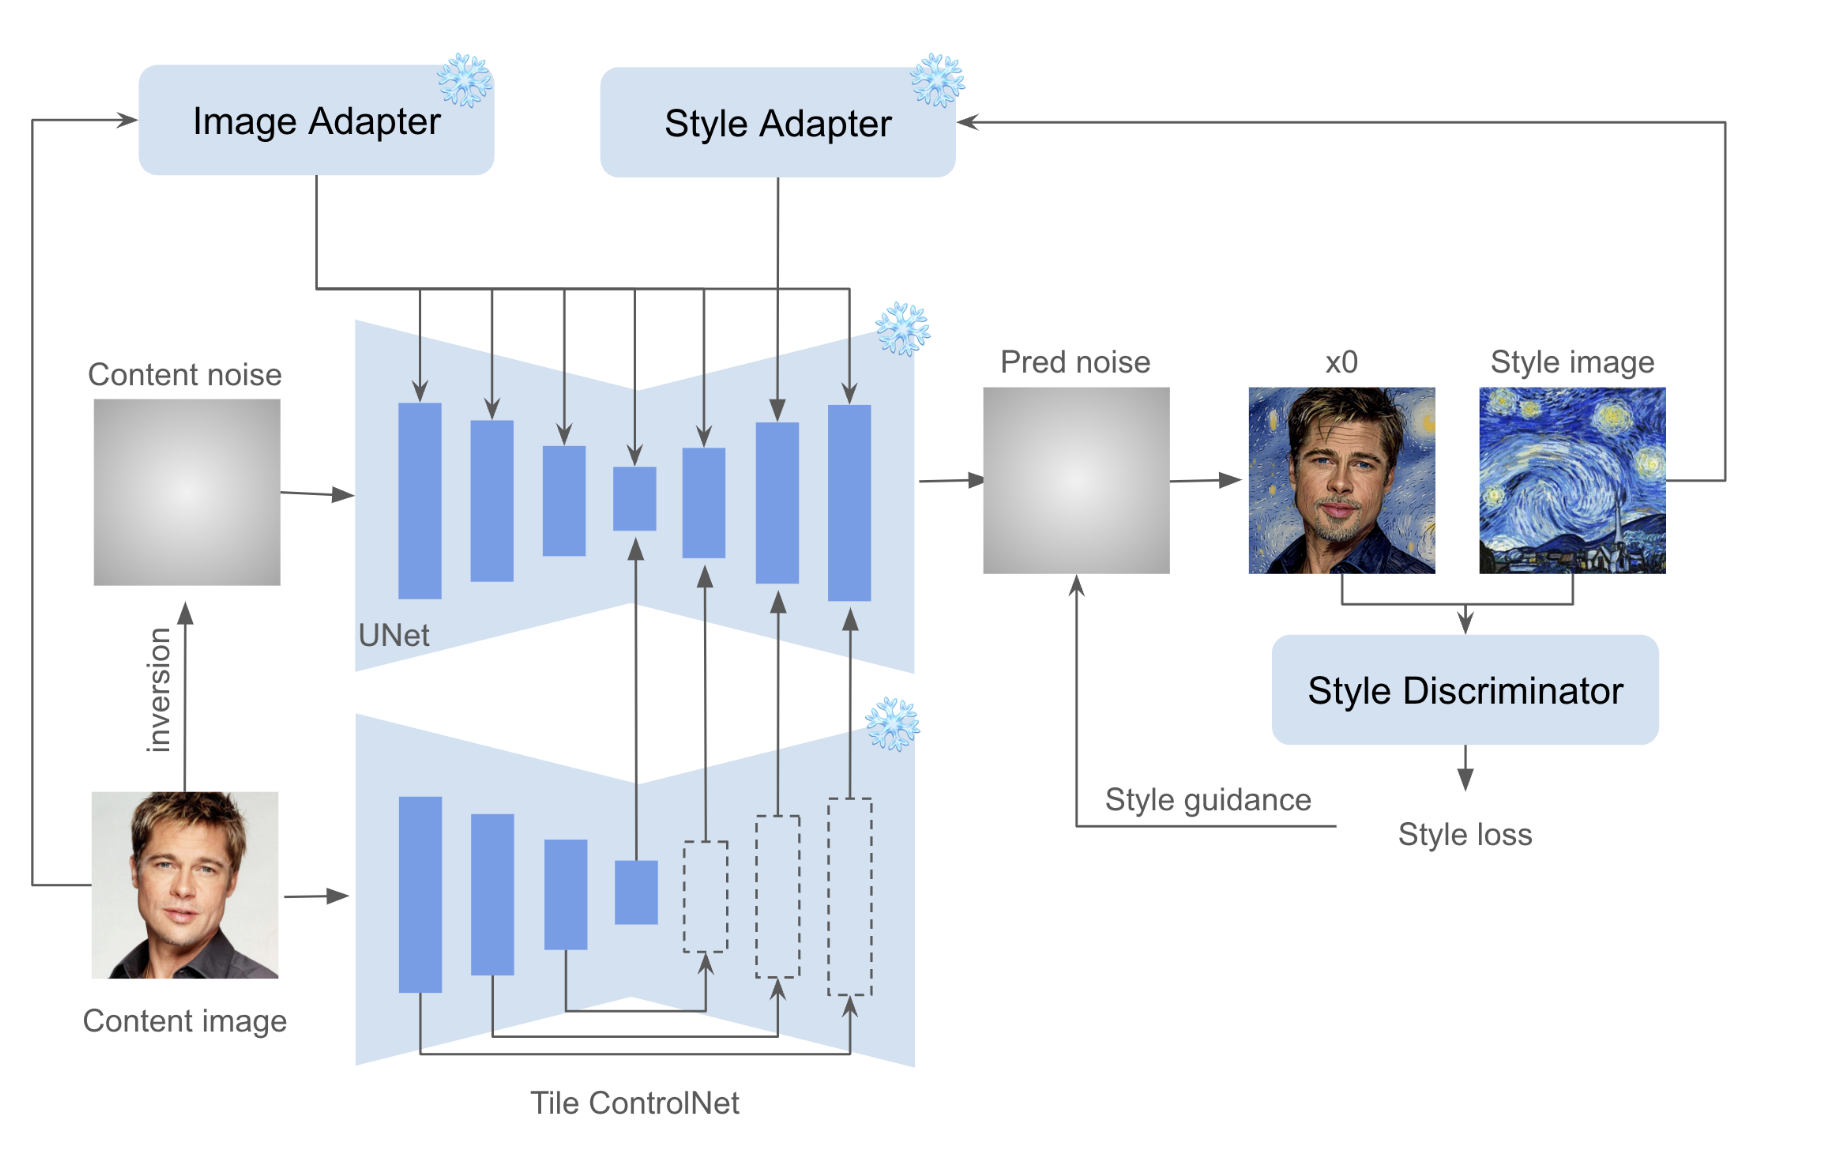 Image Adapter
Style Adapter
Content noise
Pred noise
x0
Style image
UNet
inversion
Style Discriminator
Style guidance
Style loss
Content image
Tile ControlNet